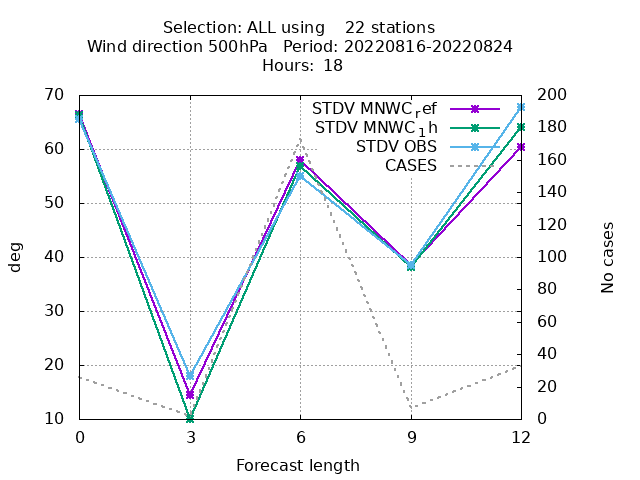 Selection: ALL using    22 stations
Wind direction 500hPa   Period: 20220816-20220824
Hours: 18
70
60
50
40
30
20
10
deg
STDV MNWC_ref
STDV MNWC_1h
STDV OBS
CASES
200
180
160
140
120
100
80
60
40
20
0
No cases
0 3 6 9 12
Forecast length